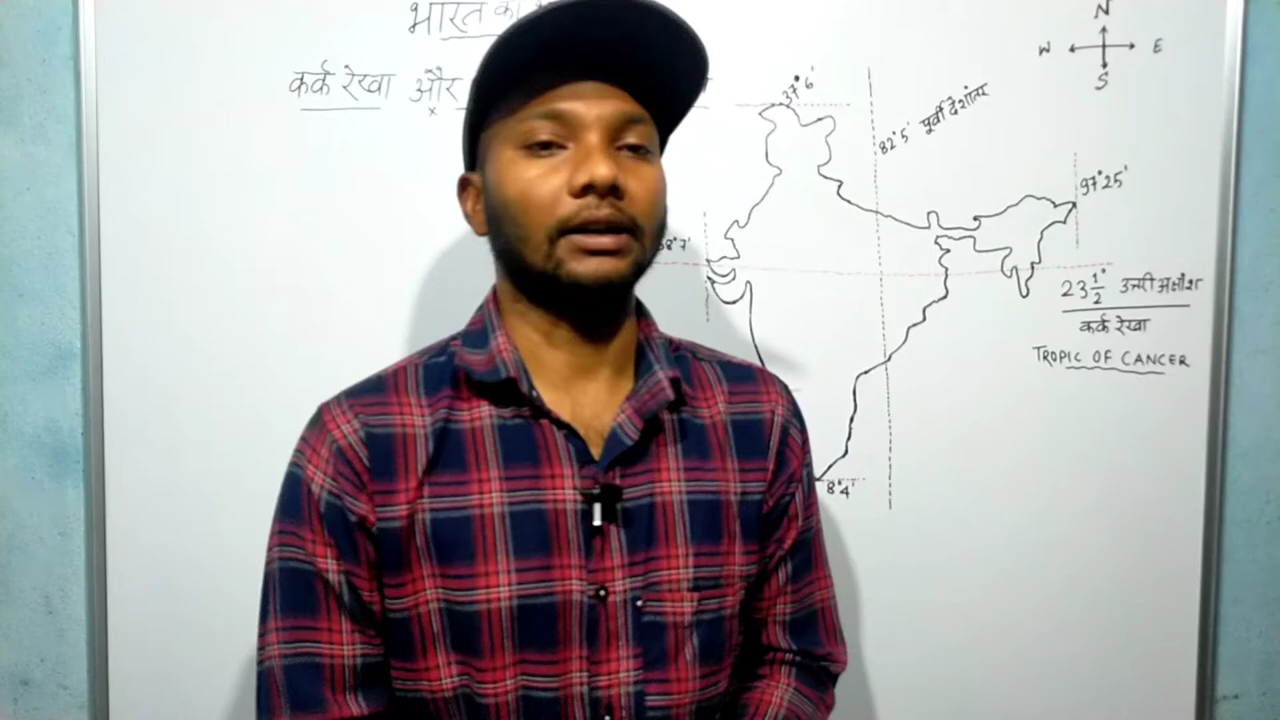 भारत का
कर्क रेखा और
N
W E
S
37°6'
82°5' पूर्वी देशांतर
97°25'
68°7'
23 1/2° उत्तरी अक्षांश
कर्क रेखा
TROPIC OF CANCER
8°4'